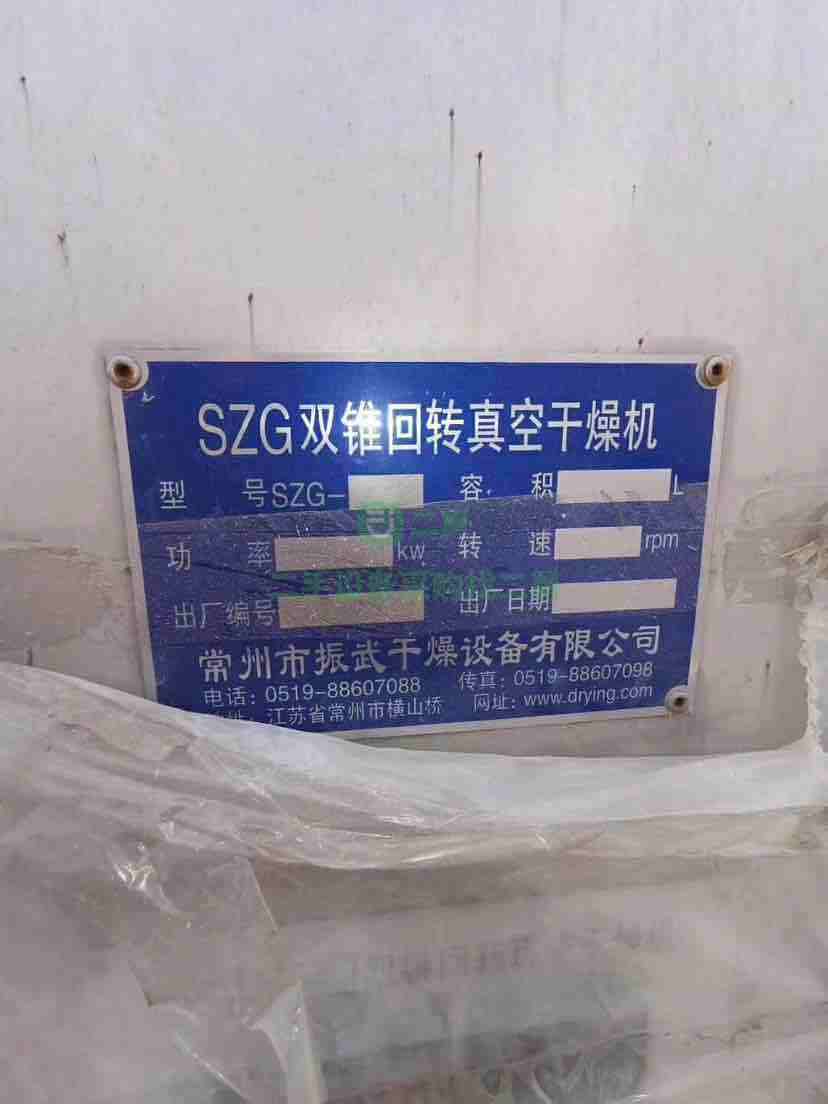 SZG双锥回转真空干燥机
型 号SZG- 容 积 L
功 率 kw 转 速 rpm
出厂编号 出厂日期
常州市振武干燥设备有限公司
电话：0519-88607088 传真：0519-88607098
址：江苏省常州市横山桥 网址：www.drying.com